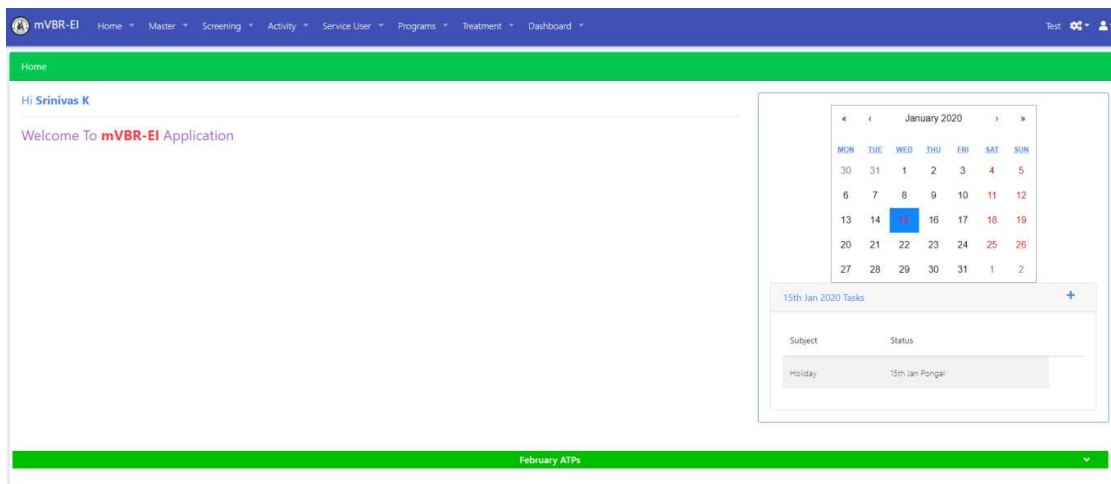 mVBR-EI Home Master Screening Activity Service User Programs Treatment Dashboard Test
Home
Hi Srinivas K
Welcome To mVBR-EI Application
« ‹ January 2020 › »
MON TUE WED THU FRI SAT SUN
30 31 1 2 3 4 5
6 7 8 9 10 11 12
13 14 15 16 17 18 19
20 21 22 23 24 25 26
27 28 29 30 31 1 2
15th Jan 2020 Tasks +
Subject Status
Holiday 15th Jan Pongal
February ATPs